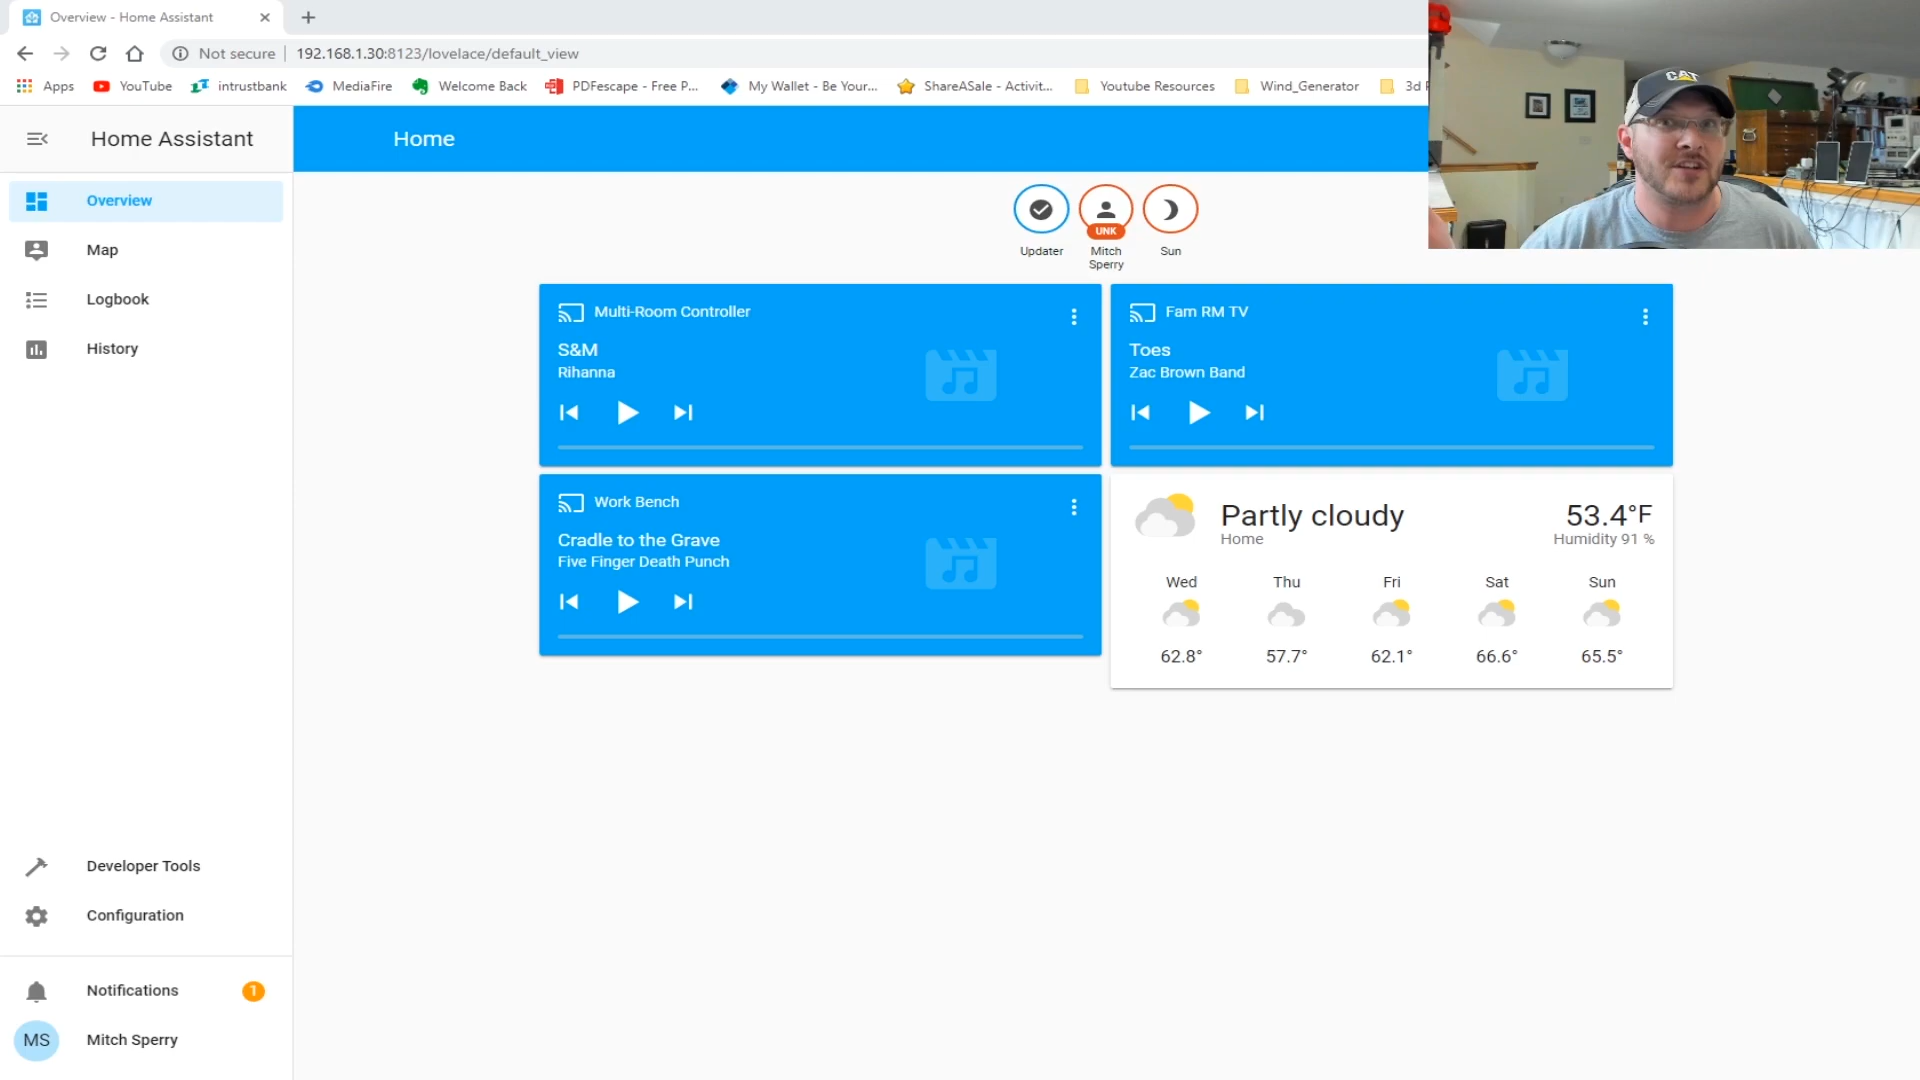 Overview - Home Assistant
Not secure
192.168.1.30:8123/lovelace/default_view
Apps
YouTube
intrustbank
MediaFire
Welcome Back
PDFescape - Free P...
My Wallet - Be Your...
ShareASale - Activit...
Youtube Resources
Wind_Generator
3d
CAT
Home Assistant
Home
Overview
Map
Logbook
History
Developer Tools
Configuration
Notifications
1
MS
Mitch Sperry
UNK
Updater
Mitch
Sperry
Sun
Multi-Room Controller
S&M
Rihanna
Fam RM TV
Toes
Zac Brown Band
Work Bench
Cradle to the Grave
Five Finger Death Punch
Partly cloudy
Home
53.4°F
Humidity 91 %
Wed
Thu
Fri
Sat
Sun
62.8°
57.7°
62.1°
66.6°
65.5°